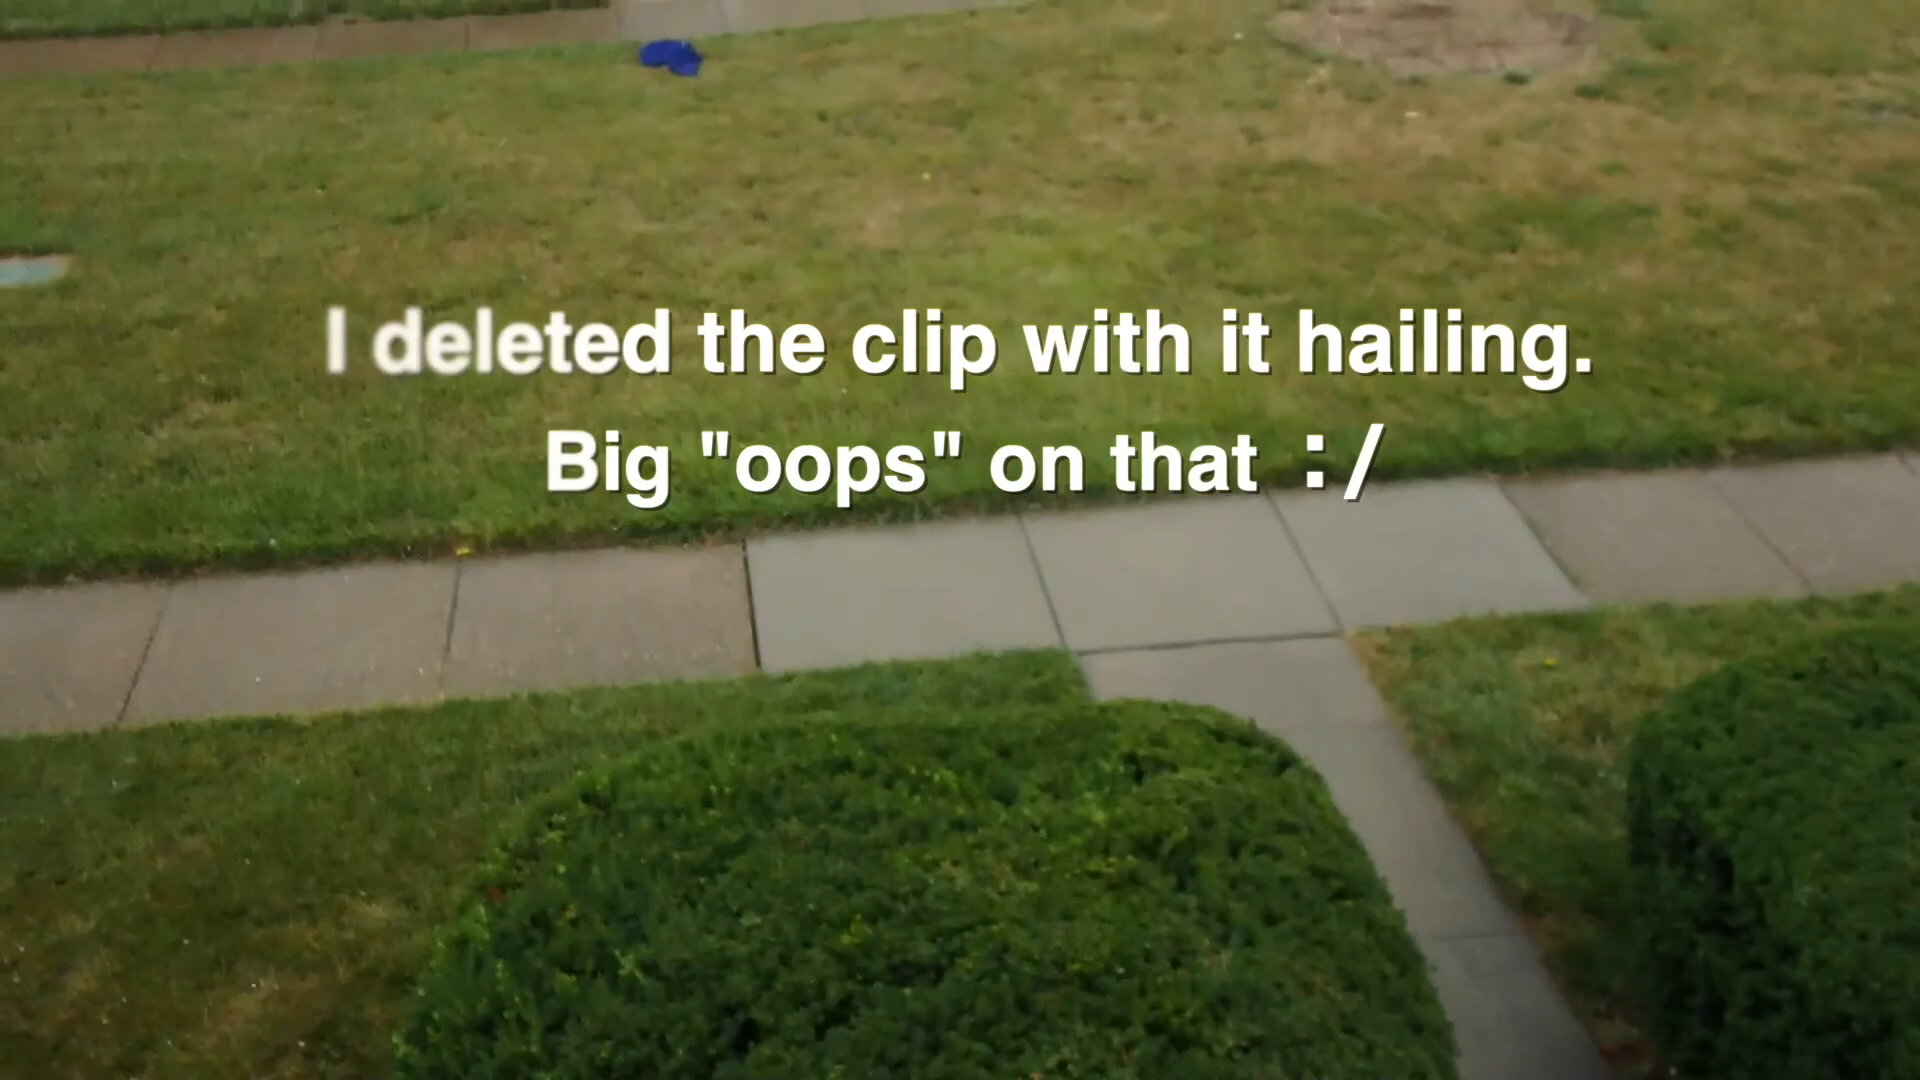 I deleted the clip with it hailing.
Big "oops" on that :/